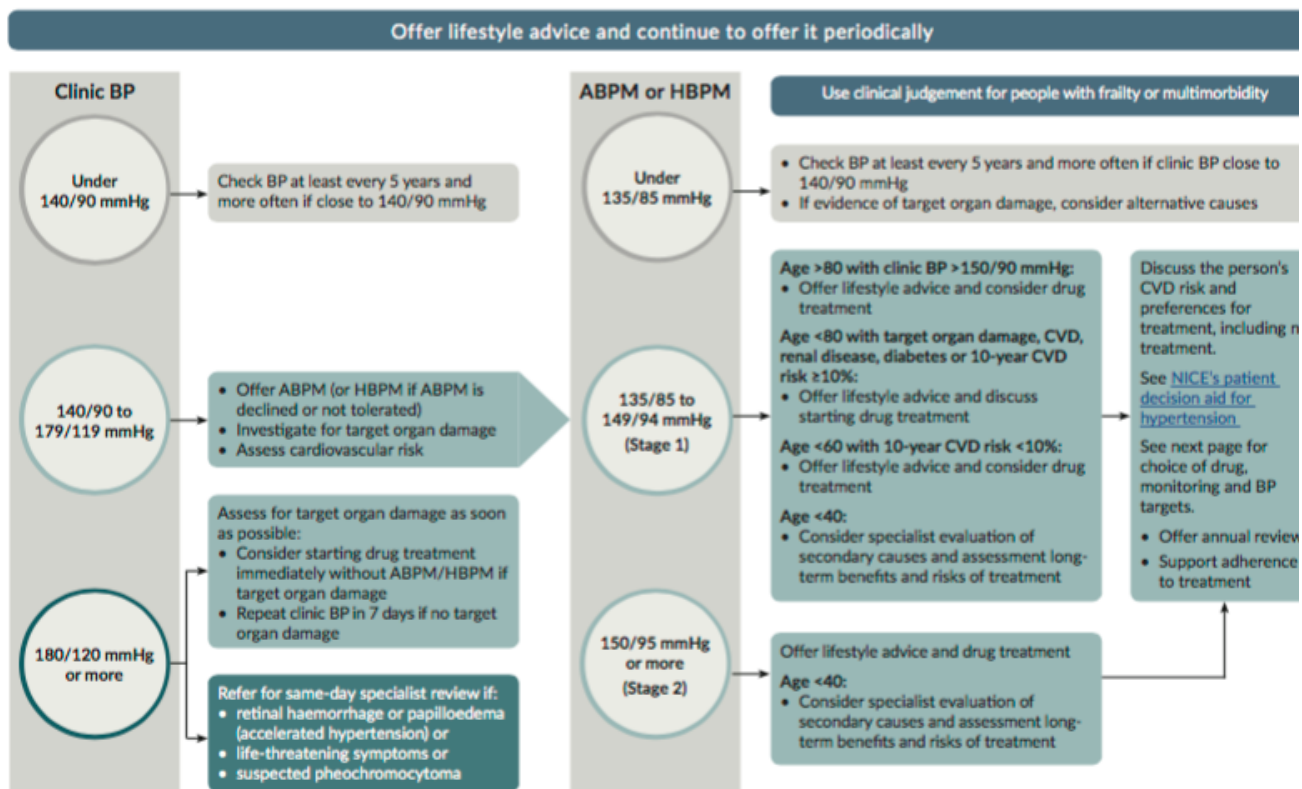 Offer lifestyle advice and continue to offer it periodically
Clinic BP
Under
140/90 mmHg
Check BP at least every 5 years and
more often if close to 140/90 mmHg
140/90 to
179/119 mmHg
• Offer ABPM (or HBPM if ABPM is
declined or not tolerated)
• Investigate for target organ damage
• Assess cardiovascular risk
180/120 mmHg
or more
Assess for target organ damage as soon
as possible:
• Consider starting drug treatment
immediately without ABPM/HBPM if
target organ damage
• Repeat clinic BP in 7 days if no target
organ damage
Refer for same-day specialist review if:
• retinal haemorrhage or papilloedema
(accelerated hypertension) or
• life-threatening symptoms or
• suspected pheochromocytoma
ABPM or HBPM
Use clinical judgement for people with frailty or multimorbidity
Under
135/85 mmHg
• Check BP at least every 5 years and more often if clinic BP close to
140/90 mmHg
• If evidence of target organ damage, consider alternative causes
135/85 to
149/94 mmHg
(Stage 1)
Age >80 with clinic BP >150/90 mmHg:
• Offer lifestyle advice and consider drug
treatment
Age <80 with target organ damage, CVD,
renal disease, diabetes or 10-year CVD
risk ≥10%:
• Offer lifestyle advice and discuss
starting drug treatment
Age <60 with 10-year CVD risk <10%:
• Offer lifestyle advice and consider drug
treatment
Age <40:
• Consider specialist evaluation of
secondary causes and assessment long-
term benefits and risks of treatment
150/95 mmHg
or more
(Stage 2)
Offer lifestyle advice and drug treatment
Age <40:
• Consider specialist evaluation of
secondary causes and assessment long-
term benefits and risks of treatment
Discuss the person's
CVD risk and
preferences for
treatment, including
treatment.
See NICE's patient
decision aid for
hypertension
See next page for
choice of drug,
monitoring and BP
targets.
• Offer annual review
• Support adherence
to treatment